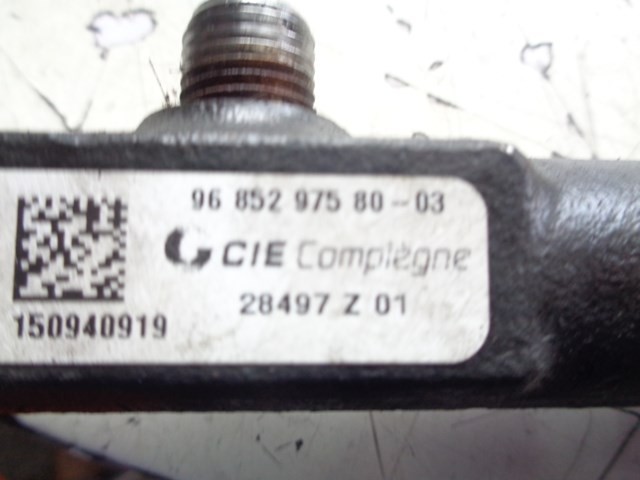 96 852 975 80-03
CIE Compiègne
28497 Z 01
150940919